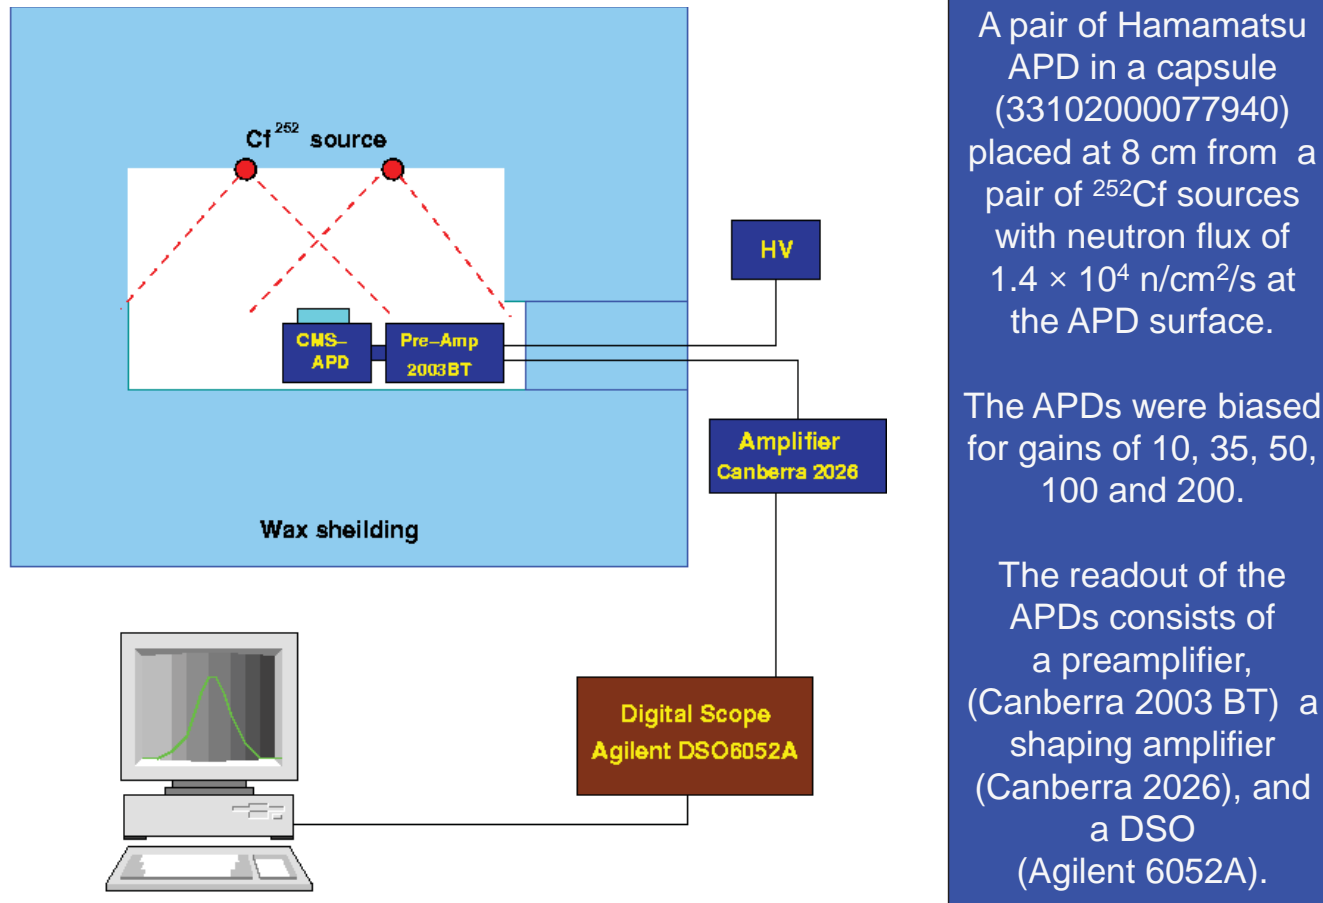 Cf²⁵² source
HV
CMS–
APD
Pre–Amp
2003BT
Amplifier
Canberra 2026
Wax sheilding
Digital Scope
Agilent DSO6052A
A pair of Hamamatsu
APD in a capsule
(33102000077940)
placed at 8 cm from a
pair of ²⁵²Cf sources
with neutron flux of
1.4 × 10⁴ n/cm²/s at
the APD surface.
The APDs were biased
for gains of 10, 35, 50,
100 and 200.
The readout of the
APDs consists of
a preamplifier,
(Canberra 2003 BT) a
shaping amplifier
(Canberra 2026), and
a DSO
(Agilent 6052A).